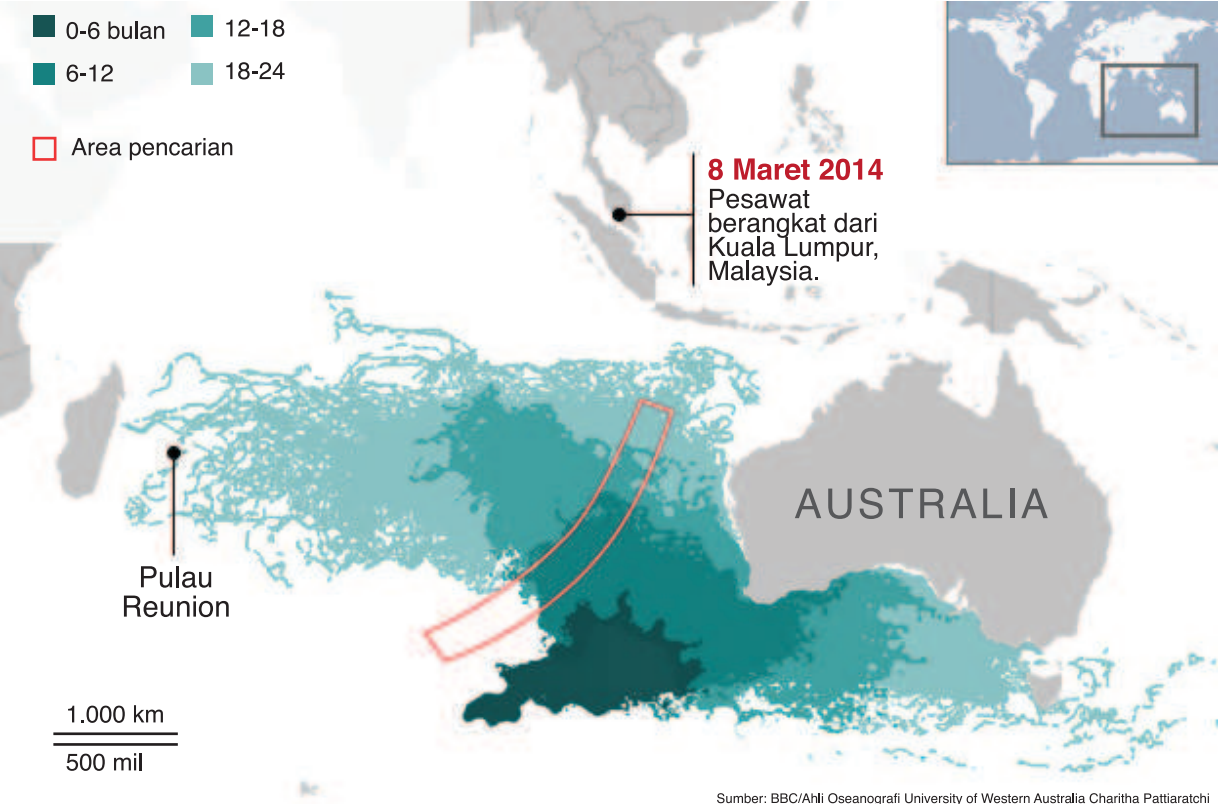 0-6 bulan
12-18
6-12
18-24
Area pencarian
8 Maret 2014
Pesawat
berangkat dari
Kuala Lumpur,
Malaysia.
AUSTRALIA
Pulau
Reunion
1.000 km
500 mil
Sumber: BBC/Ahli Oseanografi University of Western Australia Charitha Pattiaratchi